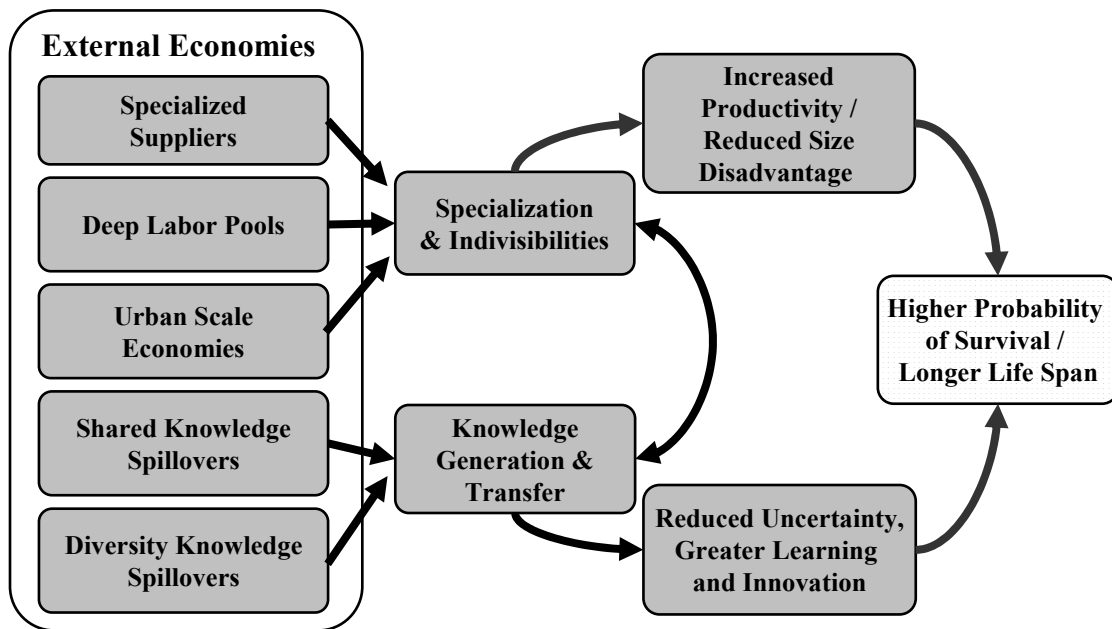 External Economies
Specialized
Suppliers
Deep Labor Pools
Urban Scale
Economies
Shared Knowledge
Spillovers
Diversity Knowledge
Spillovers
Specialization
& Indivisibilities
Knowledge
Generation &
Transfer
Increased
Productivity /
Reduced Size
Disadvantage
Reduced Uncertainty,
Greater Learning
and Innovation
Higher Probability
of Survival /
Longer Life Span